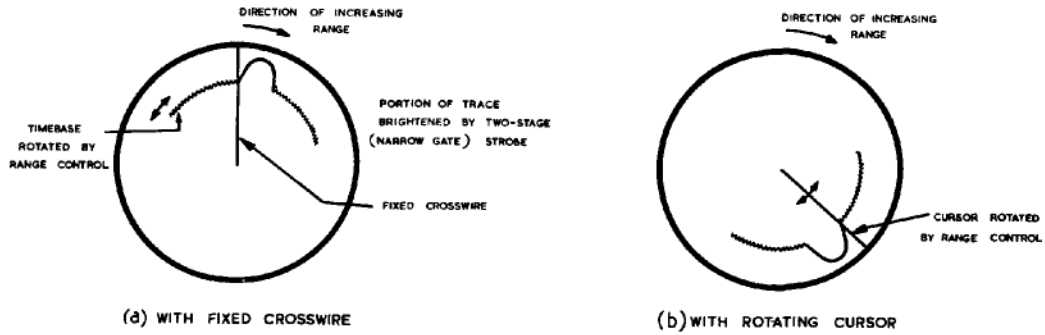 DIRECTION OF INCREASING
RANGE
TIMEBASE
ROTATED BY
RANGE CONTROL
PORTION OF TRACE
BRIGHTENED BY TWO-STAGE
(NARROW GATE) STROBE
FIXED CROSSWIRE
(a) WITH FIXED CROSSWIRE
DIRECTION OF INCREASING
RANGE
CURSOR ROTATED
BY RANGE CONTROL
(b) WITH ROTATING CURSOR